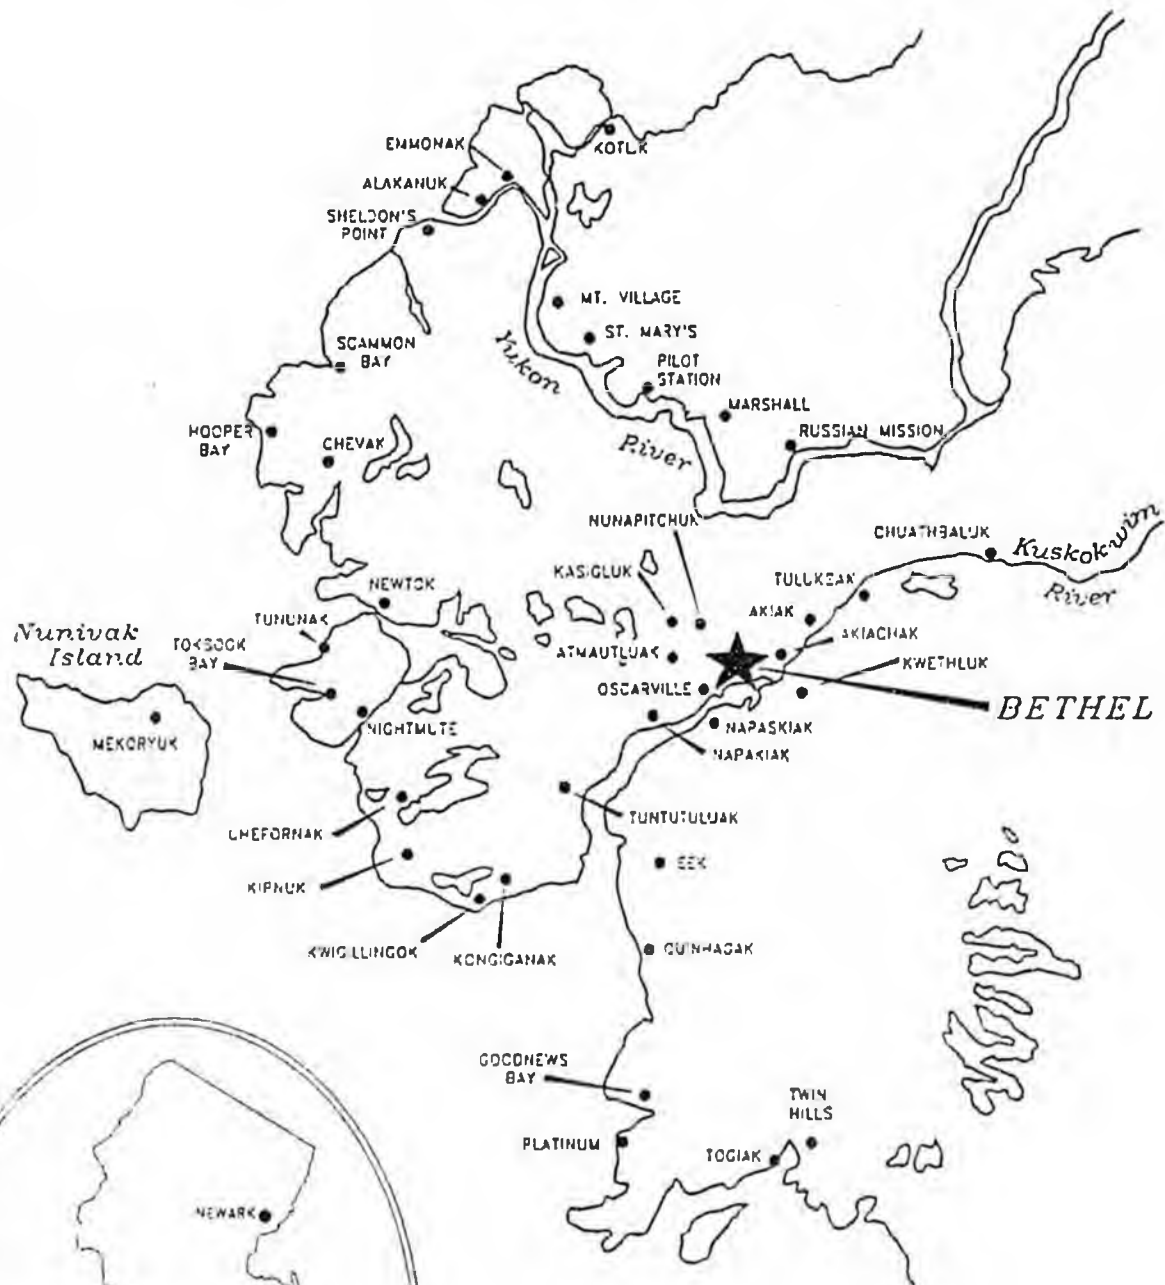 KOTLIK
EMMONAK
ALAKANUK
SHELDON'S
POINT
MT. VILLAGE
ST. MARY'S
SCAMMON
BAY
Yukon
PILOT
STATION
MARSHALL
HOOPER
BAY
CHEVAK
River
RUSSIAN MISSION
NUNAPITCHUK
CHUATHBALUK
Kuskokwim
River
KASIGLUK
TULUKSAK
NEWTOK
AKIAK
TUNUNAK
AKIACHAK
Nunivak
Island
TOKSOOK
BAY
ATMAUTLUAK
KWETHLUK
OSCARVILLE
BETHEL
NIGHTMUTE
NAPASKIAK
MEKORYUK
NAPAKIAK
TUNTUTULUAK
CHEFORNAK
EEK
KIPNUK
KWIGILLINGOK
KONGIGANAK
QUINHAGAK
GOODNEWS
BAY
TWIN
HILLS
PLATINUM
TOGIAK
NEWARK